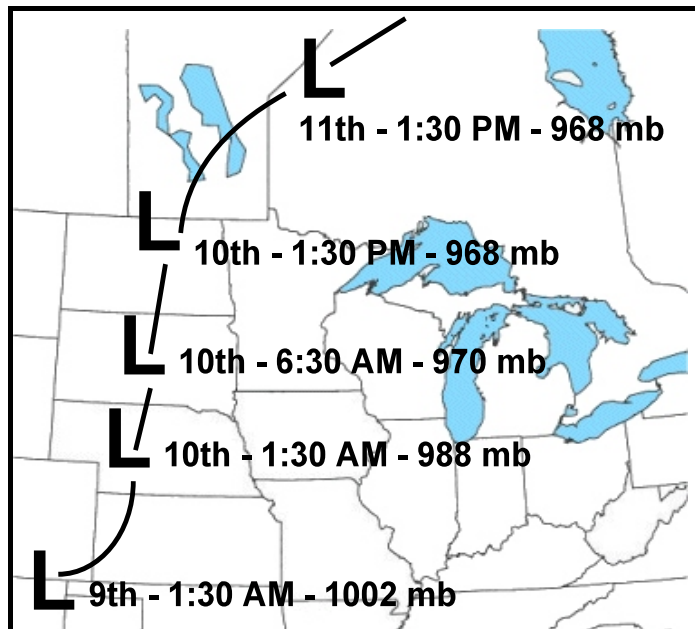 L
11th - 1:30 PM - 968 mb
L
10th - 1:30 PM - 968 mb
L
10th - 6:30 AM - 970 mb
L
10th - 1:30 AM - 988 mb
L
9th - 1:30 AM - 1002 mb